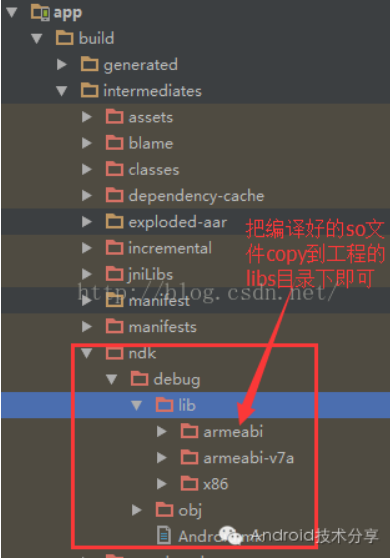 app
build
generated
intermediates
assets
blame
classes
dependency-cache
exploded-aar
incremental
jniLibs
manifest
manifests
ndk
debug
lib
armeabi
armeabi-v7a
x86
obj
Android.mk
把编译好的so文
件copy到工程的
libs目录下即可
http://blog.csdn.net/
Android技术分享